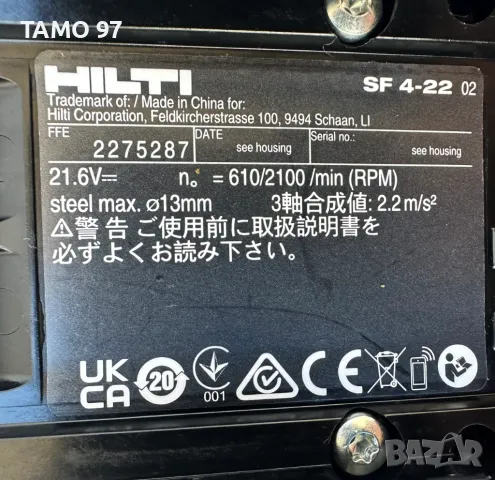 TAMO 97
HILTI
SF 4-22 02
Trademark of: / Made in China for:
Hilti Corporation, Feldkircherstrasse 100, 9494 Schaan, LI
FFE
2275287
DATE
see housing
Serial no.:
see housing
21.6V⎓ n₀ = 610/2100 /min (RPM)
steel max. ø13mm 3軸合成値: 2.2 m/s²
⚠警告 ご使用前に取扱説明書を
必ずよくお読み下さい。
UK
CA
20
001
CE
BAZAR